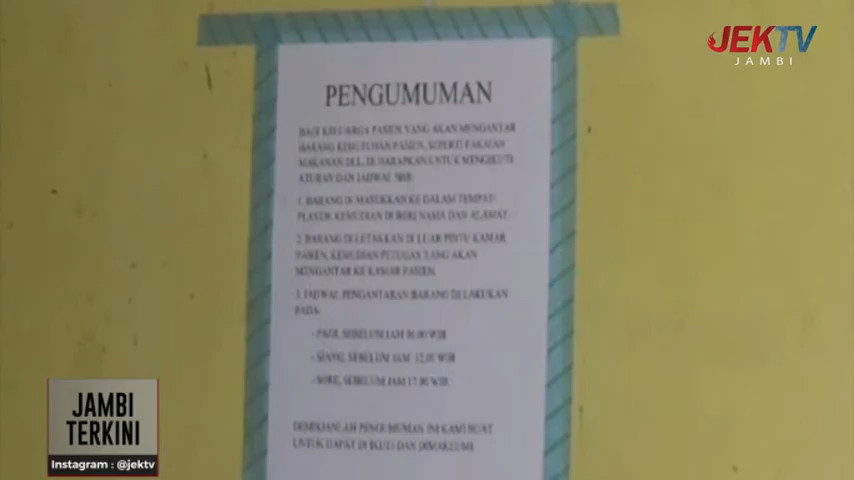 JEKTV
JAMBI
PENGUMUMAN
BAGI KELUARGA PASIEN YANG AKAN MENGANTAR
BARANG KEBUTUHAN PASIEN, SEPERTI PAKAIAN
MAKANAN DLL, DI HARAPKAN UNTUK MENGIKUTI
ATURAN DAN JADWAL SBB:
1. BARANG DI MASUKKAN KE DALAM TEMPAT/
PLASTIK KEMUDIAN DI BERI NAMA DAN ALAMAT.
2. BARANG DI LETAKKAN DI LUAR PINTU KAMAR
PASIEN, KEMUDIAN PETUGAS YANG AKAN
MENGANTAR KE KAMAR PASIEN.
3. JADWAL PENGANTARAN BARANG DI LAKUKAN
PADA:
- PAGI, SEBELUM JAM 06.00 WIB
- SIANG, SEBELUM JAM 12.00 WIB
- SORE, SEBELUM JAM 17.00 WIB
DEMIKIANLAH PENGUMUMAN INI KAMI BUAT
UNTUK DAPAT DI IKUTI DAN DIMAKLUMI
JAMBI
TERKINI
Instagram : @jektv